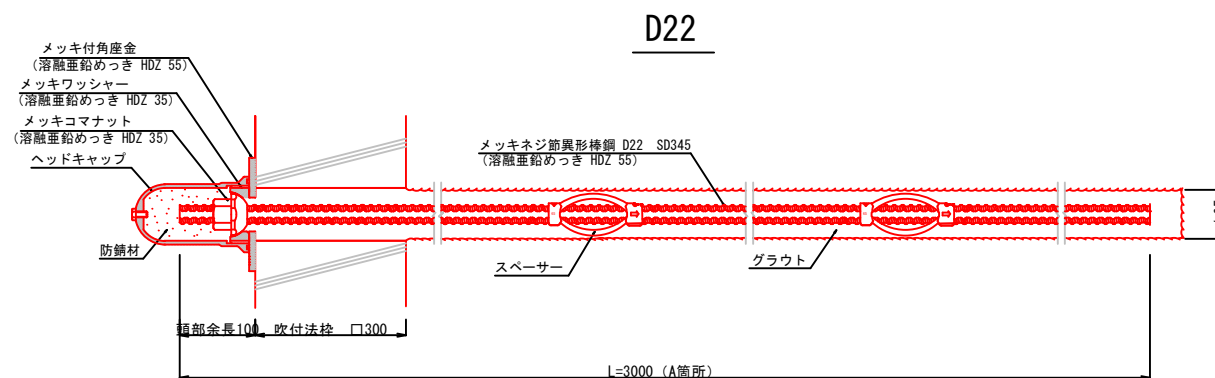 D22
メッキ付角座金
(溶融亜鉛めっき HDZ 55)
メッキワッシャー
(溶融亜鉛めっき HDZ 35)
メッキコマナット
(溶融亜鉛めっき HDZ 35)
ヘッドキャップ
メッキネジ節異形棒鋼 D22 SD345
(溶融亜鉛めっき HDZ 55)
防錆材
スペーサー
グラウト
頭部余長100
吹付法枠 □300
L=3000 (A箇所)